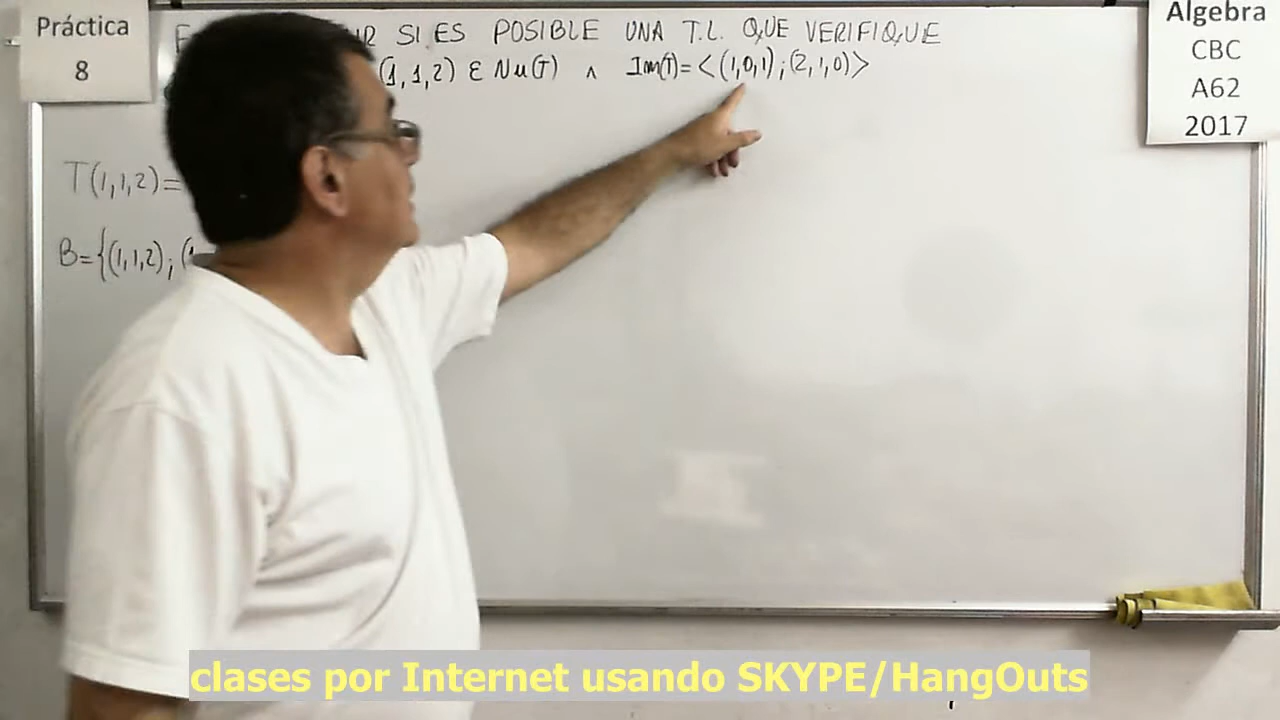 Práctica
8
SI ES POSIBLE UNA T.L. QUE VERIFIQUE
(1,1,2) ∈ Nu(T) ∧ Im(T)=<(1,0,1);(2,1,0)>
Algebra
CBC
A62
2017
T(1,1,2)=
B={(1,1,2);(1
clases por Internet usando SKYPE/HangOuts